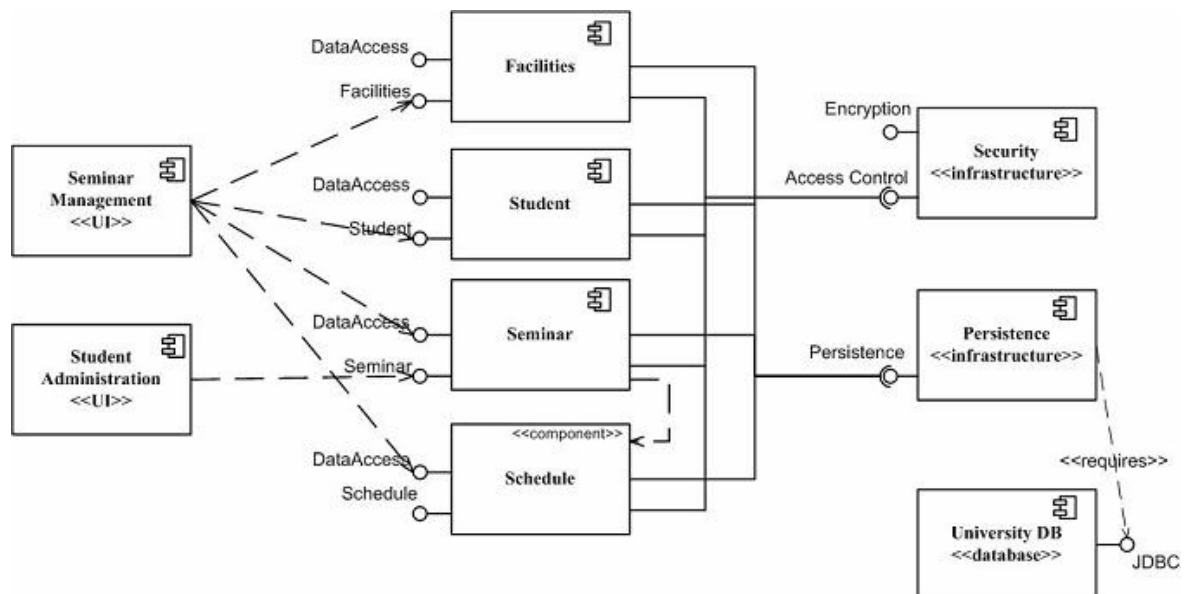 DataAccess
Facilities
Facilities
Encryption
Security
<<infrastructure>>
Access Control
Seminar
Management
<<UI>>
DataAccess
Student
Student
DataAccess
Seminar
Seminar
Student
Administration
<<UI>>
Persistence
Persistence
<<infrastructure>>
<<component>>
DataAccess
Schedule
Schedule
<<requires>>
University DB
<<database>>
JDBC